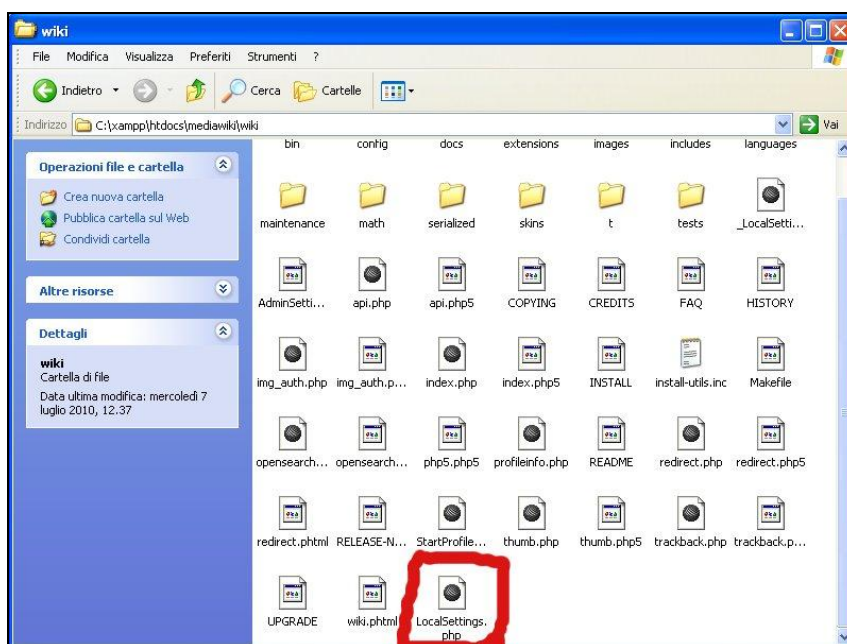 wiki
File Modifica Visualizza Preferiti Strumenti ?
Indietro Cerca Cartelle
Indirizzo C:\xampp\htdocs\mediawiki\wiki Vai
Operazioni file e cartella
Crea nuova cartella
Pubblica cartella sul Web
Condividi cartella
Altre risorse
Dettagli
wiki
Cartella di file
Data ultima modifica: mercoledì 7
luglio 2010, 12.37
bin config docs extensions images includes languages
maintenance math serialized skins t tests _LocalSetti...
AdminSetti... api.php api.php5 COPYING CREDITS FAQ HISTORY
img_auth.php img_auth.p... index.php index.php5 INSTALL install-utils.inc Makefile
opensearch... opensearch... php5.php5 profileinfo.php README redirect.php redirect.php5
redirect.phtml RELEASE-N... StartProfile... thumb.php thumb.php5 trackback.php trackback.p...
UPGRADE wiki.phtml LocalSettings.
php